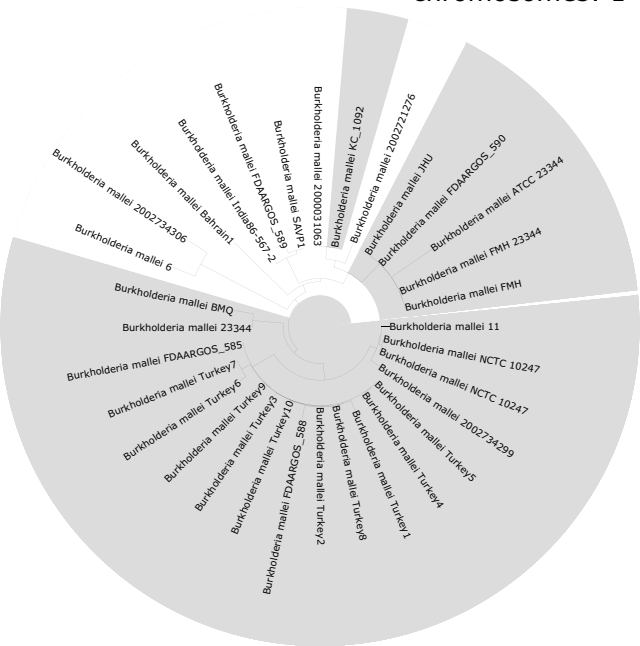 Burkholderia mallei KC_1092
Burkholderia mallei 2002721276
Burkholderia mallei JHU
Burkholderia mallei FDAARGOS_590
Burkholderia mallei ATCC 23344
Burkholderia mallei FMH 23344
Burkholderia mallei FMH
Burkholderia mallei 11
Burkholderia mallei NCTC 10247
Burkholderia mallei NCTC 10247
Burkholderia mallei 2002734299
Burkholderia mallei Turkey5
Burkholderia mallei Turkey4
Burkholderia mallei Turkey1
Burkholderia mallei Turkey8
Burkholderia mallei Turkey2
Burkholderia mallei FDAARGOS_588
Burkholderia mallei Turkey10
Burkholderia mallei Turkey3
Burkholderia mallei Turkey9
Burkholderia mallei Turkey6
Burkholderia mallei Turkey7
Burkholderia mallei FDAARGOS_585
Burkholderia mallei 23344
Burkholderia mallei BMQ
Burkholderia mallei 6
Burkholderia mallei 2002734306
Burkholderia mallei Bahrain1
Burkholderia mallei India86-567-2
Burkholderia mallei FDAARGOS_589
Burkholderia mallei SAVP1
Burkholderia mallei 2000031063